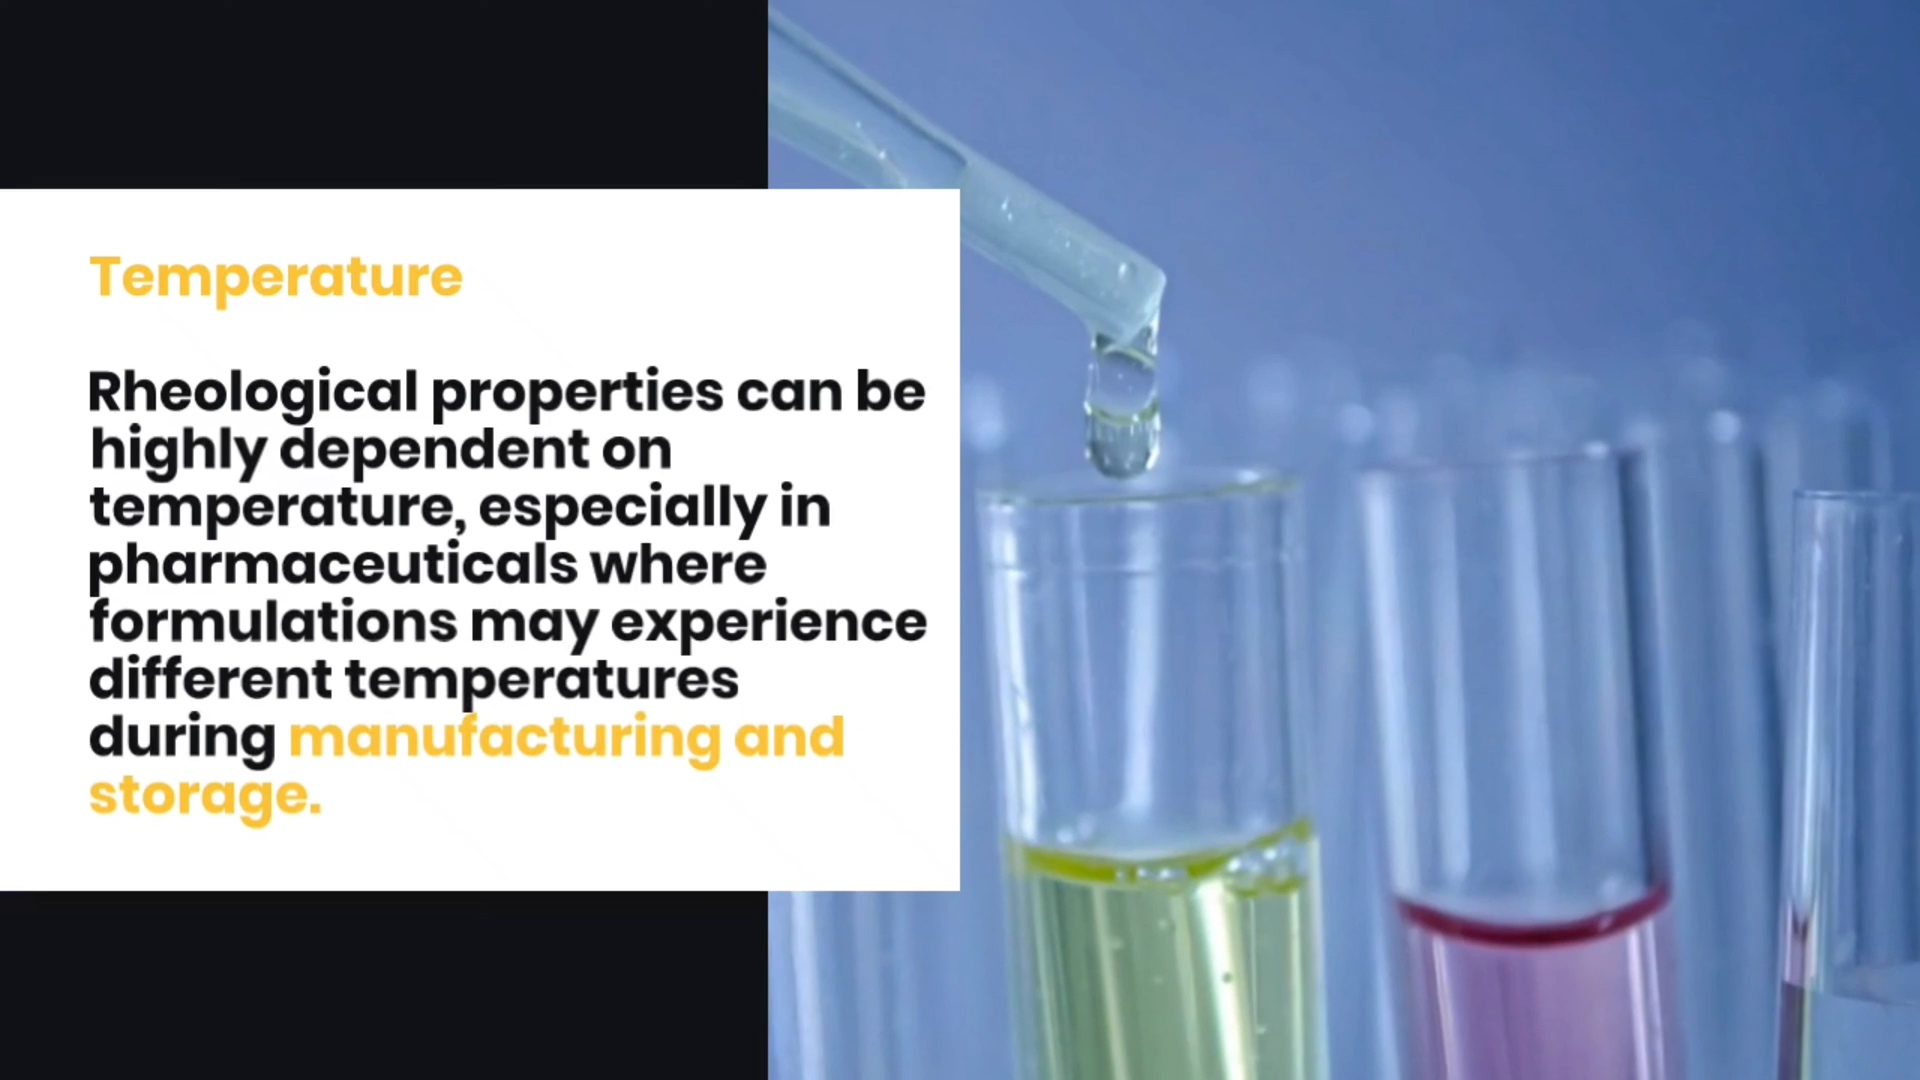 Temperature
Rheological properties can be
highly dependent on
temperature, especially in
pharmaceuticals where
formulations may experience
different temperatures
during manufacturing and
storage.